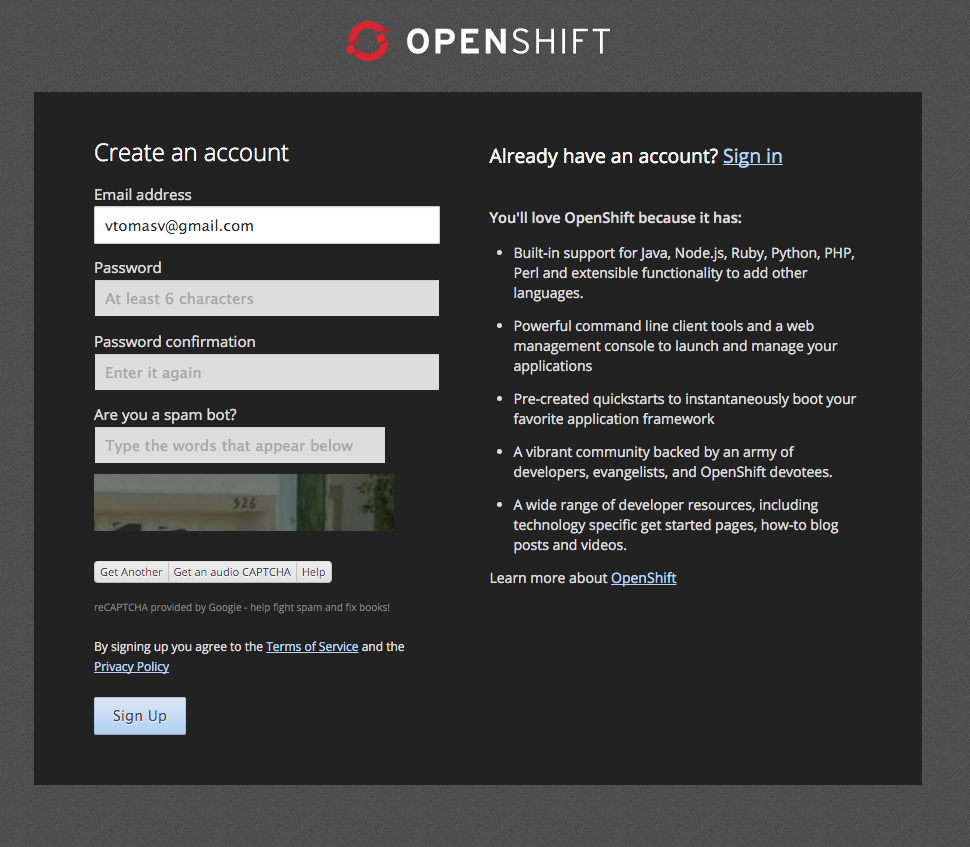 OPENSHIFT
Create an account
Email address
vtomasv@gmail.com
Password
At least 6 characters
Password confirmation
Enter it again
Are you a spam bot?
Type the words that appear below
526
Get Another
Get an audio CAPTCHA
Help
reCAPTCHA provided by Google - help fight spam and fix books!
By signing up you agree to the Terms of Service and the
Privacy Policy
Sign Up
Already have an account? Sign in
You'll love OpenShift because it has:
Built-in support for Java, Node.js, Ruby, Python, PHP,
Perl and extensible functionality to add other
languages.
Powerful command line client tools and a web
management console to launch and manage your
applications
Pre-created quickstarts to instantaneously boot your
favorite application framework
A vibrant community backed by an army of
developers, evangelists, and OpenShift devotees.
A wide range of developer resources, including
technology specific get started pages, how-to blog
posts and videos.
Learn more about OpenShift